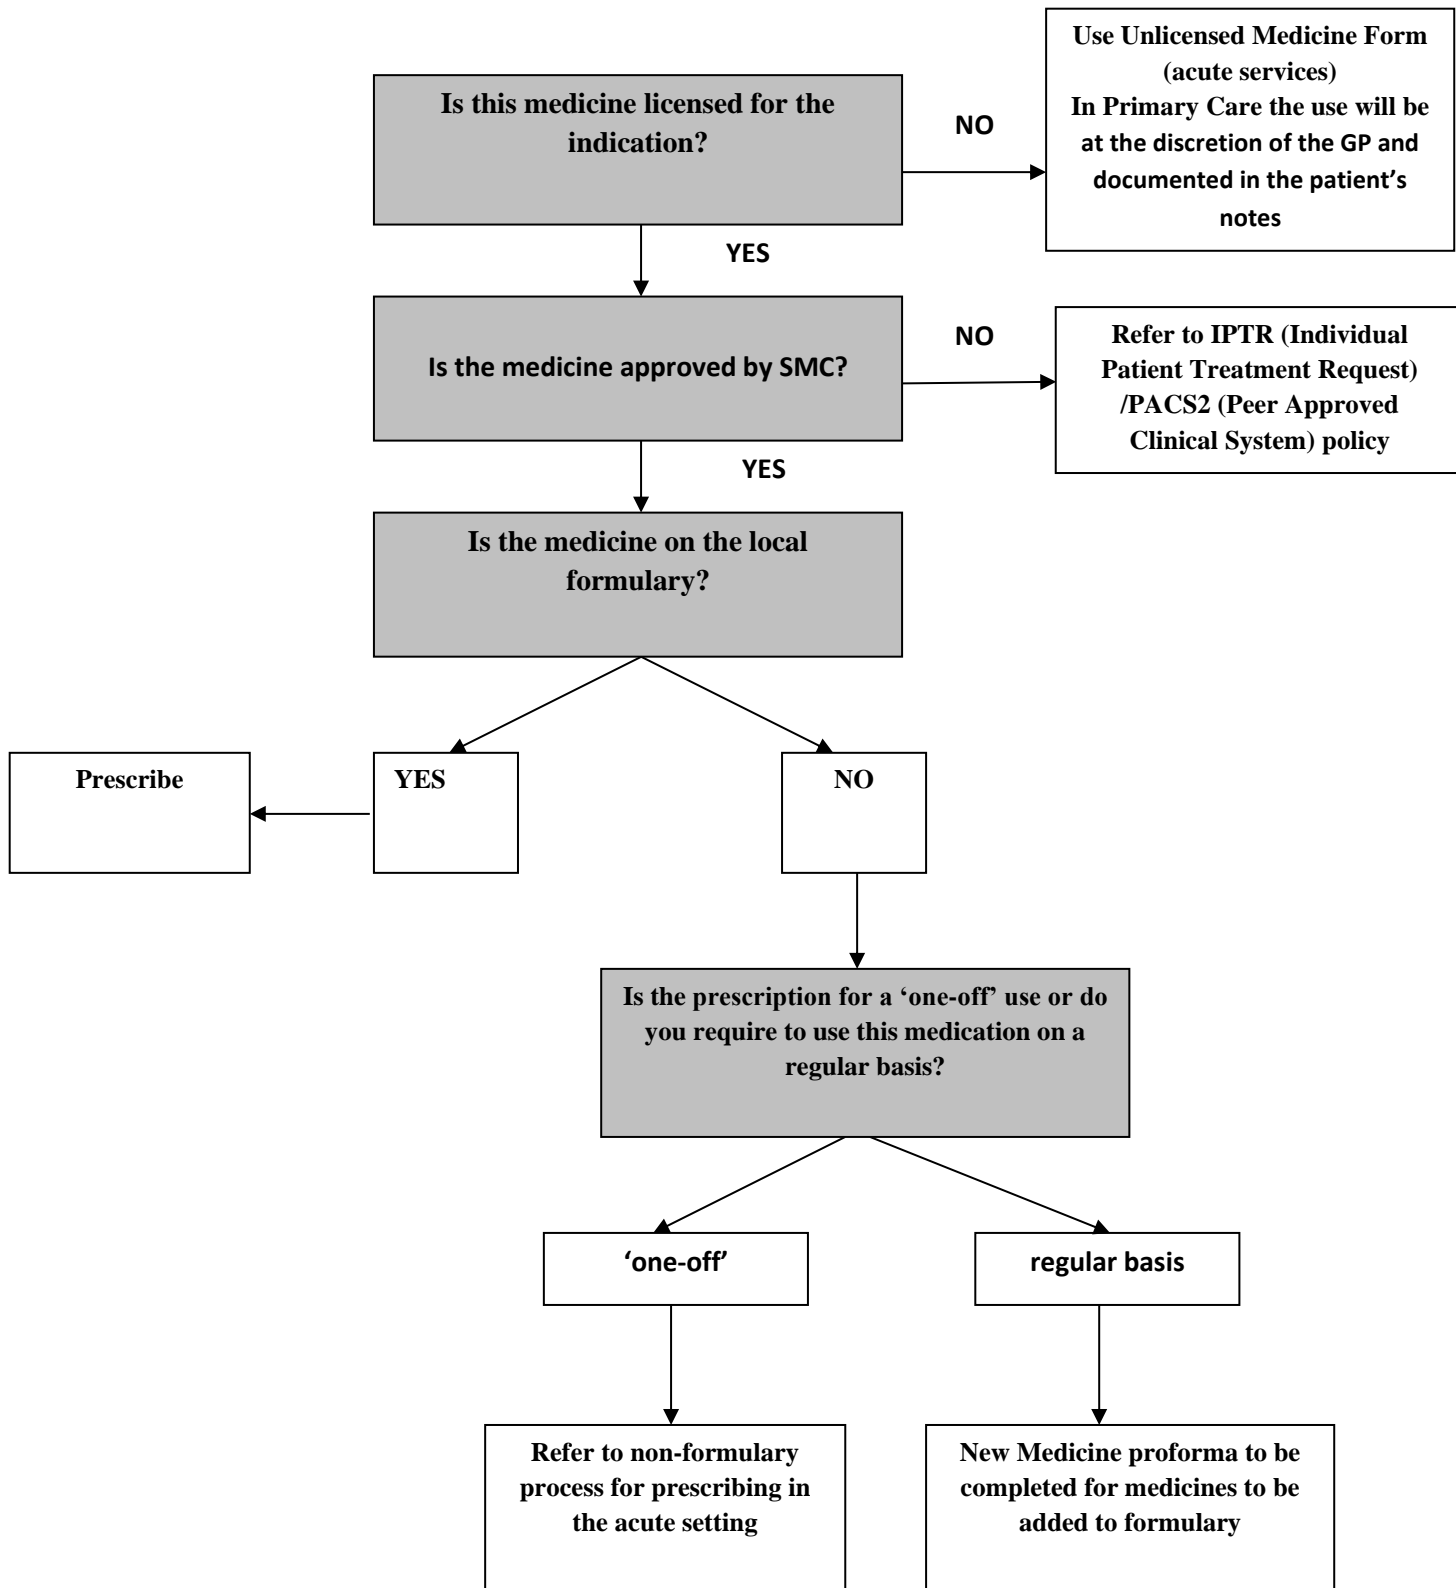 Use Unlicensed Medicine Form
(acute services)
In Primary Care the use will be
at the discretion of the GP and
documented in the patient's
notes
Is this medicine licensed for the
indication?
NO
YES
Is the medicine approved by SMC?
NO
Refer to IPTR (Individual
Patient Treatment Request)
/PACS2 (Peer Approved
Clinical System) policy
YES
Is the medicine on the local
formulary?
Prescribe
YES
NO
Is the prescription for a ‘one-off’ use or do
you require to use this medication on a
regular basis?
‘one-off’
regular basis
Refer to non-formulary
process for prescribing in
the acute setting
New Medicine proforma to be
completed for medicines to be
added to formulary